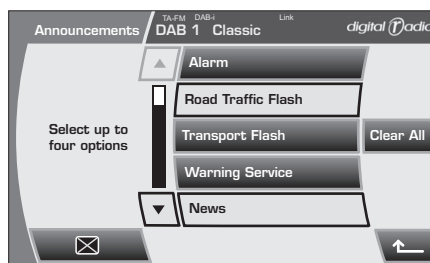 TA-FM DAB-i Link
Announcements DAB 1 Classic digital radio
Alarm
Road Traffic Flash
Select up to
four options
Transport Flash
Clear All
Warning Service
News